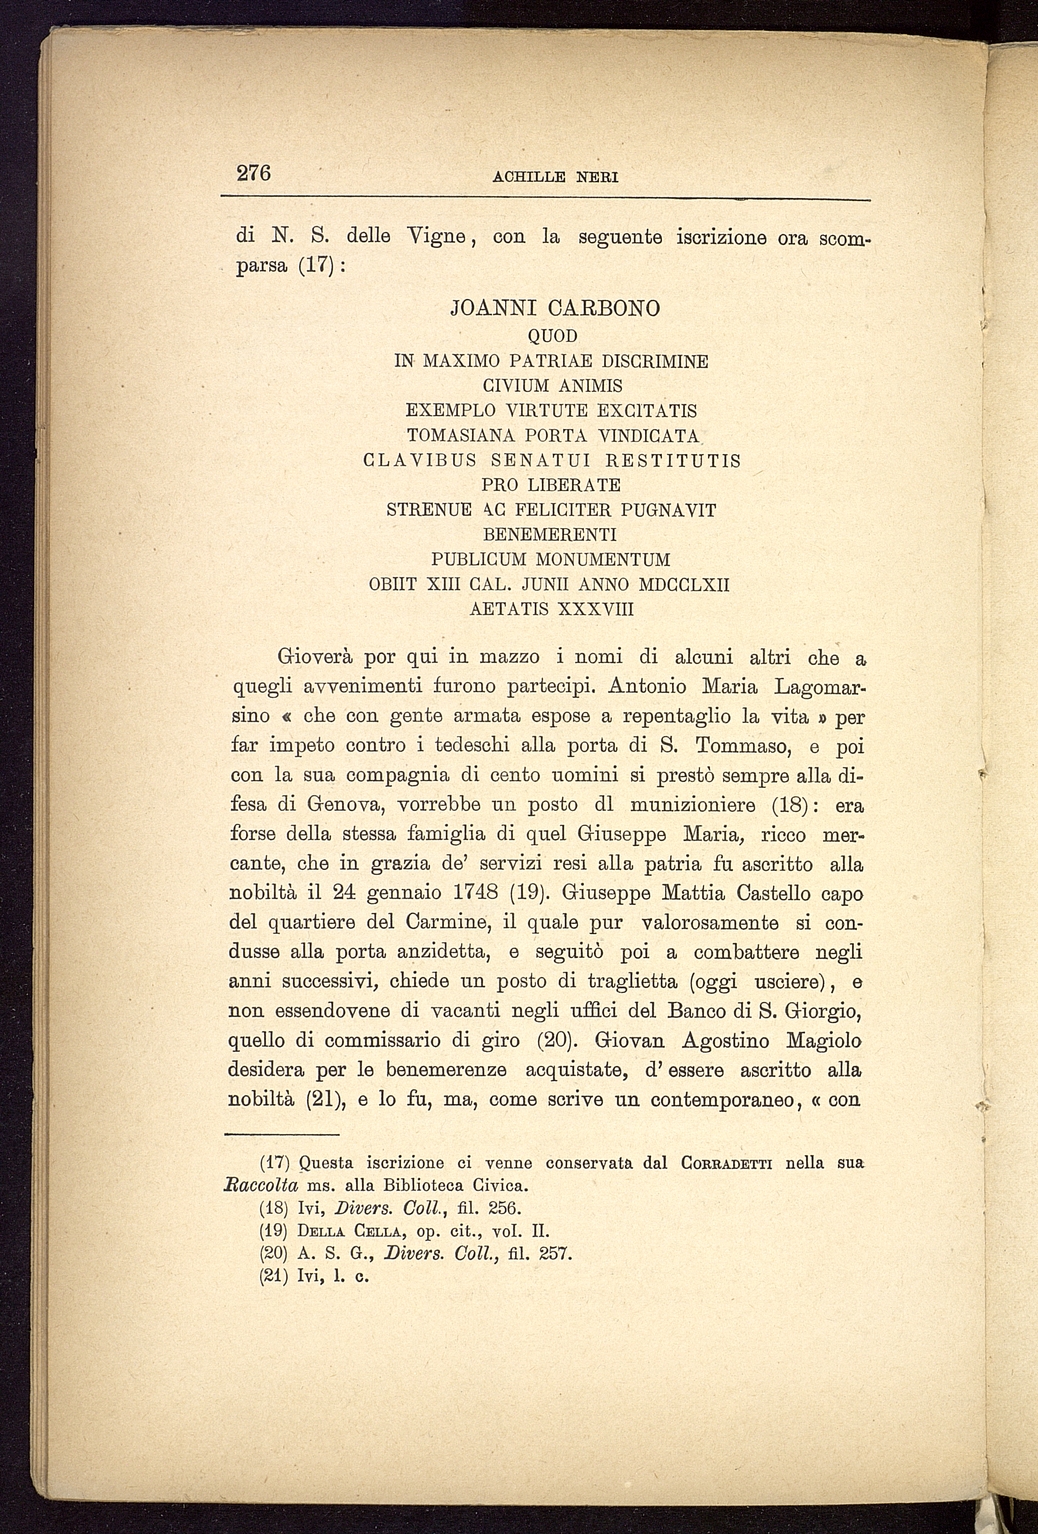 276
ACHILLE NERI
di N. S. delle Vigne, con la seguente iscrizione ora scom-
parsa (17):
JOANNI CARBONO
QUOD
IN MAXIMO PATRIAE DISCRIMINE
CIVIUM ANIMIS
EXEMPLO VIRTUTE EXCITATIS
TOMASIANA PORTA VINDICATA
CLAVIBUS SENATUI RESTITUTIS
PRO LIBERATE
STRENUE AC FELICITER PUGNAVIT
BENEMERENTI
PUBLICUM MONUMENTUM
OBIIT XIII CAL. JUNII ANNO MDCCLXII
AETATIS XXXVIII
Gioverà por qui in mazzo i nomi di alcuni altri che a
quegli avvenimenti furono partecipi. Antonio Maria Lagomar-
sino « che con gente armata espose a repentaglio la vita » per
far impeto contro i tedeschi alla porta di S. Tommaso, e poi
con la sua compagnia di cento uomini si prestò sempre alla di-
fesa di Genova, vorrebbe un posto dl munizioniere (18): era
forse della stessa famiglia di quel Giuseppe Maria, ricco mer-
cante, che in grazia de' servizi resi alla patria fu ascritto alla
nobiltà il 24 gennaio 1748 (19). Giuseppe Mattia Castello capo
del quartiere del Carmine, il quale pur valorosamente si con-
dusse alla porta anzidetta, e seguitò poi a combattere negli
anni successivi, chiede un posto di traglietta (oggi usciere), e
non essendovene di vacanti negli uffici del Banco di S. Giorgio,
quello di commissario di giro (20). Giovan Agostino Magiolo
desidera per le benemerenze acquistate, d' essere ascritto alla
nobiltà (21), e lo fu, ma, come scrive un contemporaneo, « con
(17) Questa iscrizione ci venne conservata dal CORRADETTI nella sua
Raccolta ms. alla Biblioteca Civica.
(18) Ivi, Divers. Coll., fil. 256.
(19) DELLA CELLA, op. cit., vol. II.
(20) A. S. G., Divers. Coll., fil. 257.
(21) Ivi, l. c.